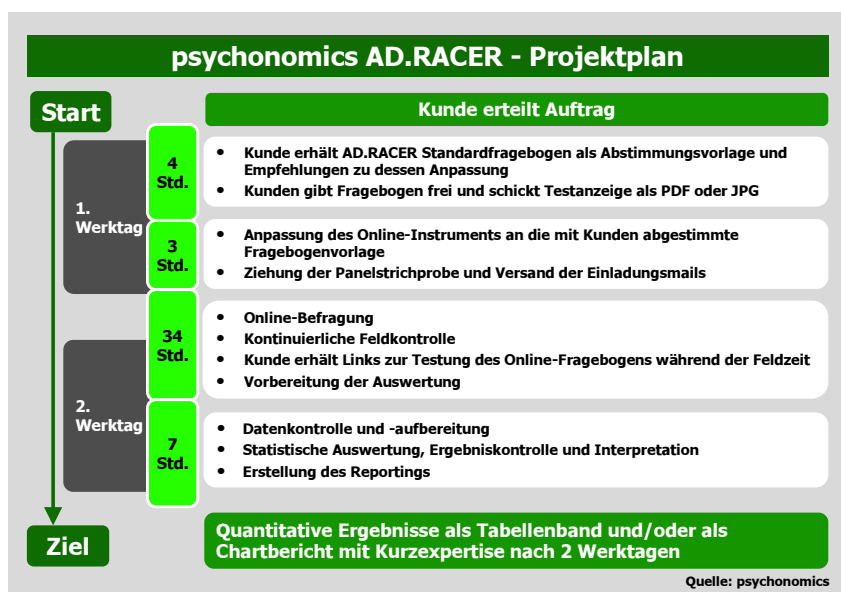 psychonomics AD.RACER - Projektplan
Start
Kunde erteilt Auftrag
1.
Werktag
4
Std.
• Kunde erhält AD.RACER Standardfragebogen als Abstimmungsvorlage und
Empfehlungen zu dessen Anpassung
• Kunden gibt Fragebogen frei und schickt Testanzeige als PDF oder JPG
3
Std.
• Anpassung des Online-Instruments an die mit Kunden abgestimmte
Fragebogenvorlage
• Ziehung der Panelstrichprobe und Versand der Einladungsmails
34
Std.
• Online-Befragung
• Kontinuierliche Feldkontrolle
• Kunde erhält Links zur Testung des Online-Fragebogens während der Feldzeit
• Vorbereitung der Auswertung
2.
Werktag
7
Std.
• Datenkontrolle und -aufbereitung
• Statistische Auswertung, Ergebniskontrolle und Interpretation
• Erstellung des Reportings
Ziel
Quantitative Ergebnisse als Tabellenband und/oder als
Chartbericht mit Kurzexpertise nach 2 Werktagen
Quelle: psychonomics